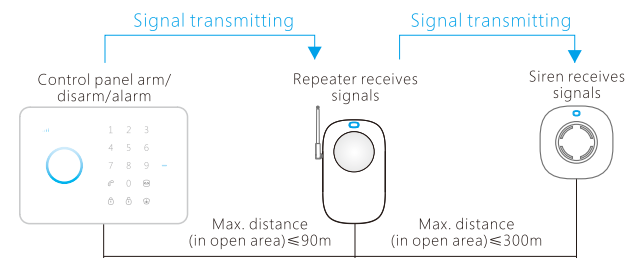 Signal transmitting
Signal transmitting
Control panel arm/
disarm/alarm
Repeater receives
signals
Siren receives
signals
1 2 3
4 5 6
7 8 9
0
Max. distance
(in open area)≤90m
Max. distance
(in open area)≤300m